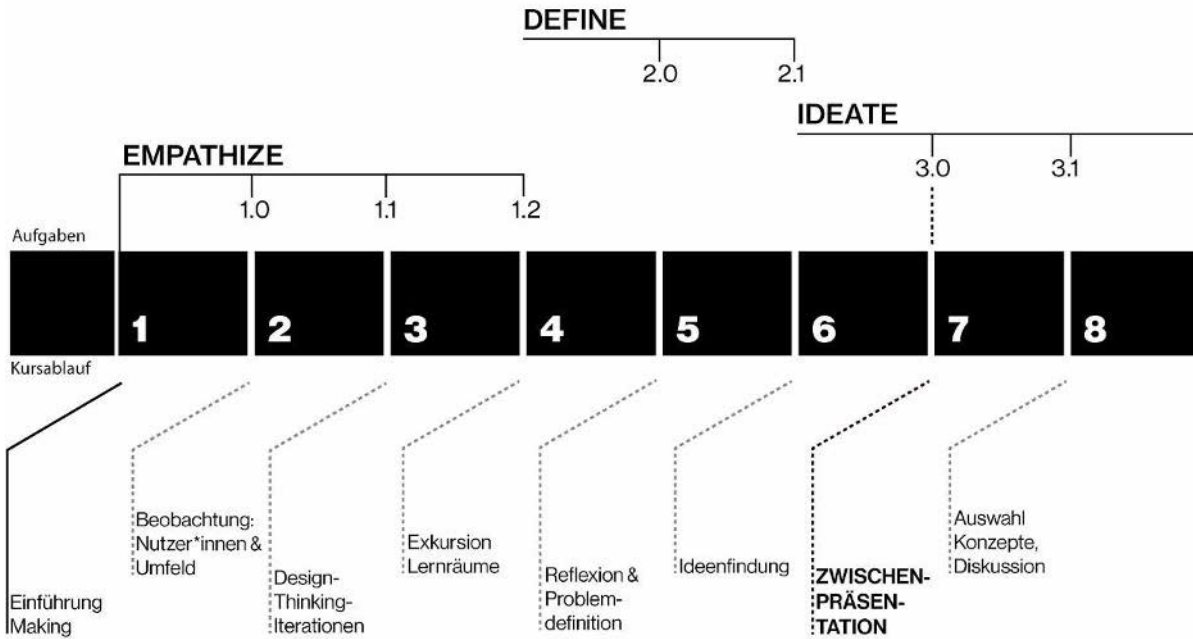 DEFINE
2.0
2.1
IDEATE
3.0
3.1
EMPATHIZE
1.0
1.1
1.2
Aufgaben
1
2
3
4
5
6
7
8
Kursablauf
Einführung
Making
Beobachtung:
Nutzer*innen &
Umfeld
Design-
Thinking-
Iterationen
Exkursion
Lernräume
Reflexion &
Problem-
definition
Ideenfindung
ZWISCHEN-
PRÄSEN-
TATION
Auswahl
Konzepte,
Diskussion